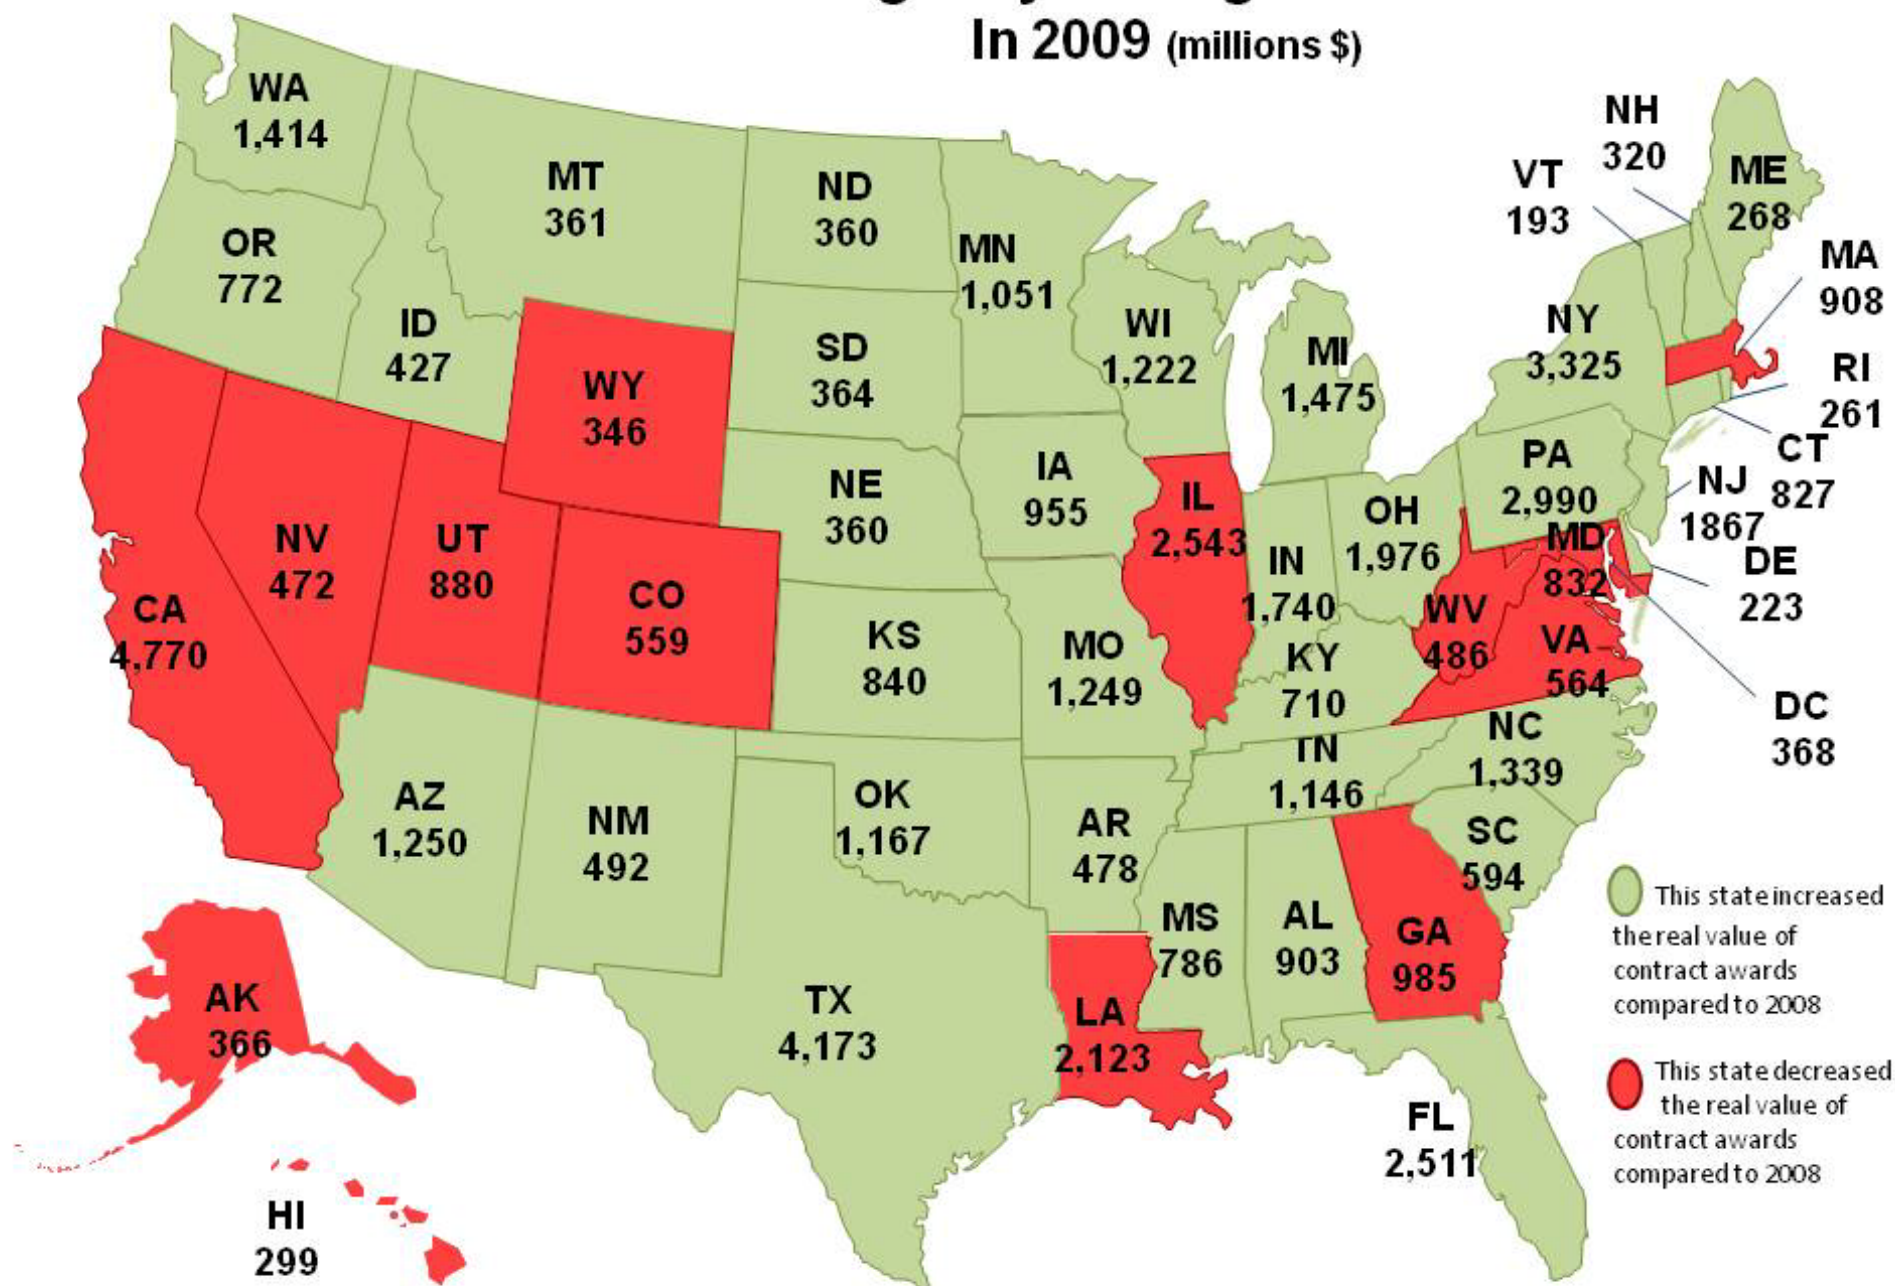 In 2009 (millions $)
WA
1,414
MT
361
ND
360
MN
1,051
OR
772
ID
427
WY
346
SD
364
WI
1,222
MI
1,475
NY
3,325
VT
193
NH
320
ME
268
MA
908
RI
261
CT
827
NJ
1867
PA
2,990
DE
223
MD
832
DC
368
NE
360
IA
955
IL
2,543
IN
1,740
OH
1,976
WV
486
VA
564
CA
4,770
NV
472
UT
880
CO
559
KS
840
MO
1,249
KY
710
NC
1,339
TN
1,146
AZ
1,250
NM
492
OK
1,167
AR
478
SC
594
MS
786
AL
903
GA
985
AK
366
TX
4,173
LA
2,123
FL
2,511
HI
299
This state increased
the real value of
contract awards
compared to 2008
This state decreased
the real value of
contract awards
compared to 2008